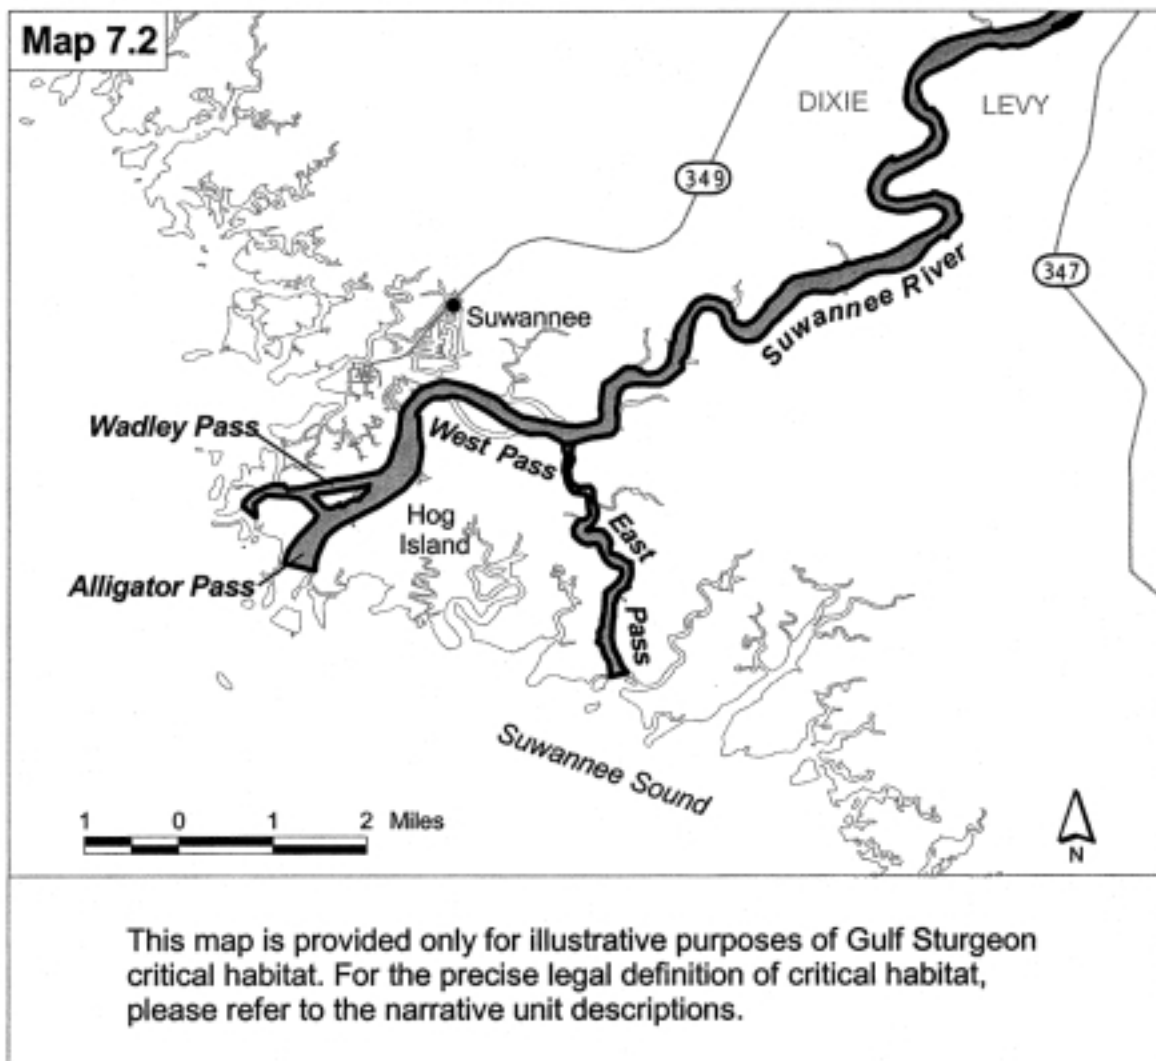 Map 7.2
DIXIE
LEVY
349
347
Suwannee
Suwannee River
Wadley Pass
West Pass
Hog
Island
East
Pass
Alligator Pass
Suwannee Sound
1 0 1 2 Miles
N
This map is provided only for illustrative purposes of Gulf Sturgeon
critical habitat. For the precise legal definition of critical habitat,
please refer to the narrative unit descriptions.